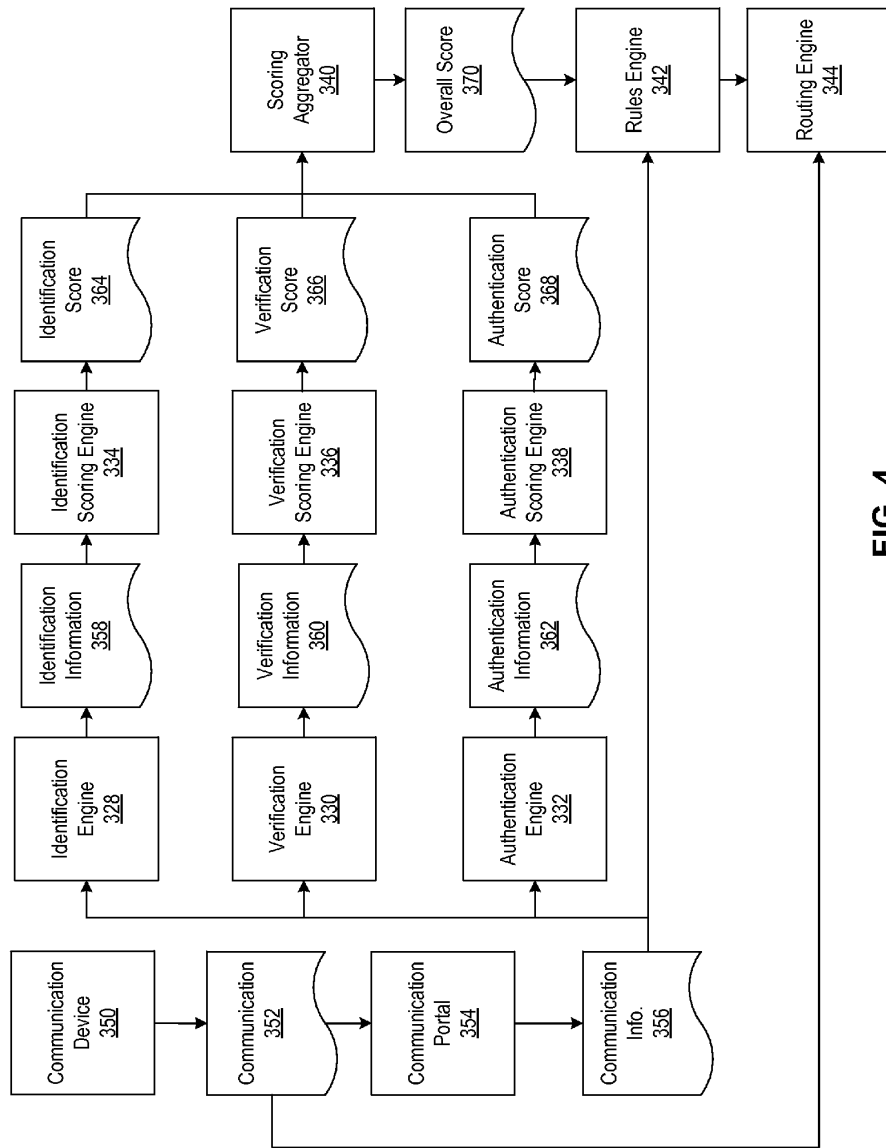 Communication
Device
350
Communication
352
Communication
Portal
354
Communication
Info.
356
Identification
Engine
328
Verification
Engine
330
Authentication
Engine
332
Identification
Information
358
Verification
Information
360
Authentication
Information
362
Identification
Scoring Engine
334
Verification
Scoring Engine
336
Authentication
Scoring Engine
338
Identification
Score
364
Verification
Score
366
Authentication
Score
368
Scoring
Aggregator
340
Overall Score
370
Rules Engine
342
Routing Engine
344
FIG. 4